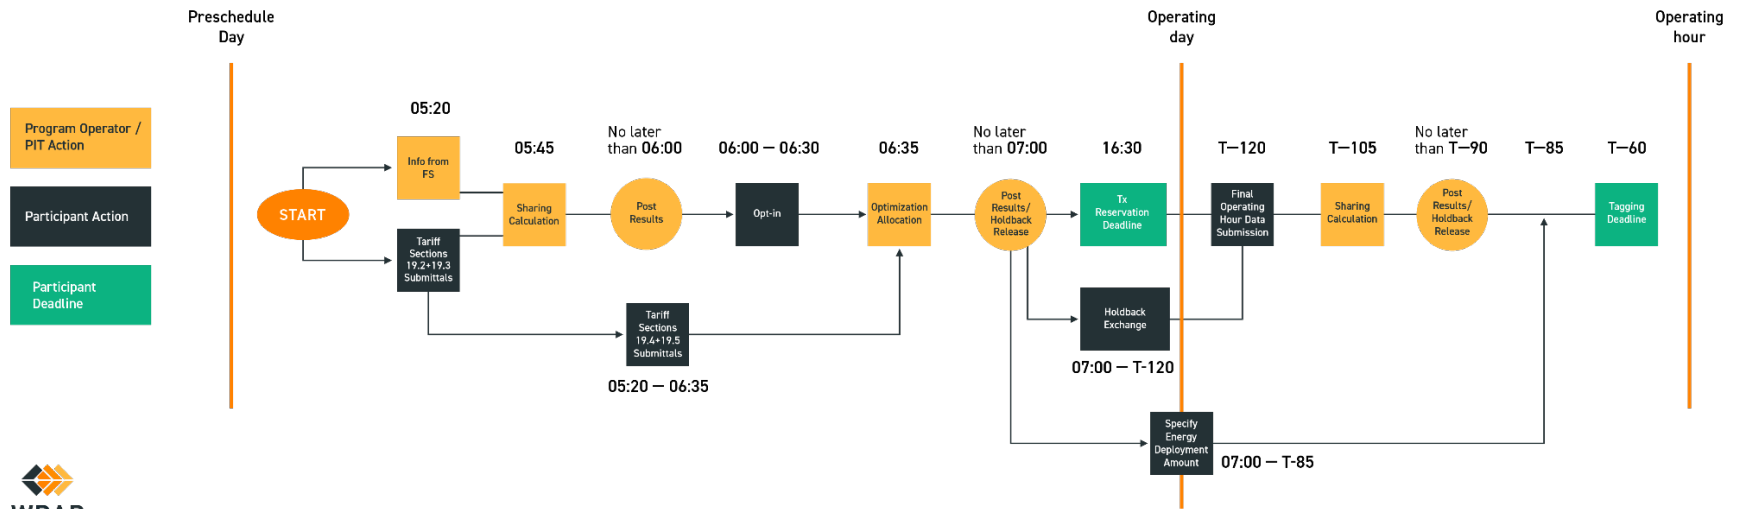 Preschedule
Day
Operating
day
Operating
hour
Program Operator /
PIT Action
Participant Action
Participant
Deadline
START
05:20
Info from
FS
Tariff
Sections
19.2+19.3
Submittals
05:45
Sharing
Calculation
No later
than 06:00
Post
Results
06:00 — 06:30
Opt-in
06:35
Optimization
Allocation
Tariff
Sections
19.4+19.5
Submittals
05:20 — 06:35
No later
than 07:00
Post
Results/
Holdback
Release
16:30
Tx
Reservation
Deadline
Holdback
Exchange
07:00 — T-120
Specify
Energy
Deployment
Amount
07:00 — T-85
T—120
Final
Operating
Hour Data
Submission
T—105
Sharing
Calculation
No later
than T—90
Post
Results/
Holdback
Release
T—85
T—60
Tagging
Deadline